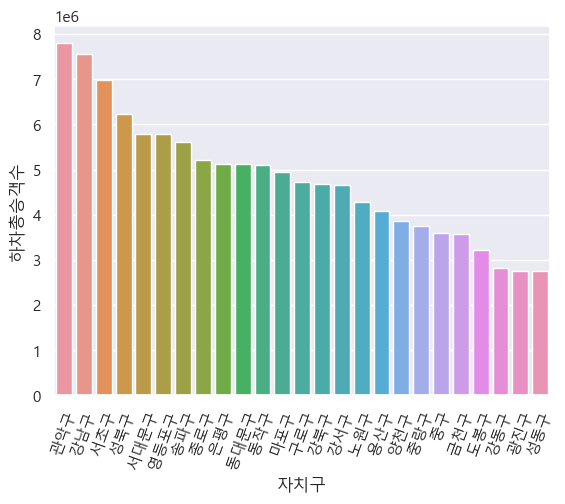 1e6
8
7
6
5
4
3
2
1
0
하차총승객수
관악구
강남구
서초구
성북구
서대문구
영등포구
송파구
종로구
은평구
동대문구
동작구
마포구
구로구
강북구
강서구
노원구
용산구
양천구
중랑구
중구
금천구
도봉구
강동구
광진구
성동구
자치구